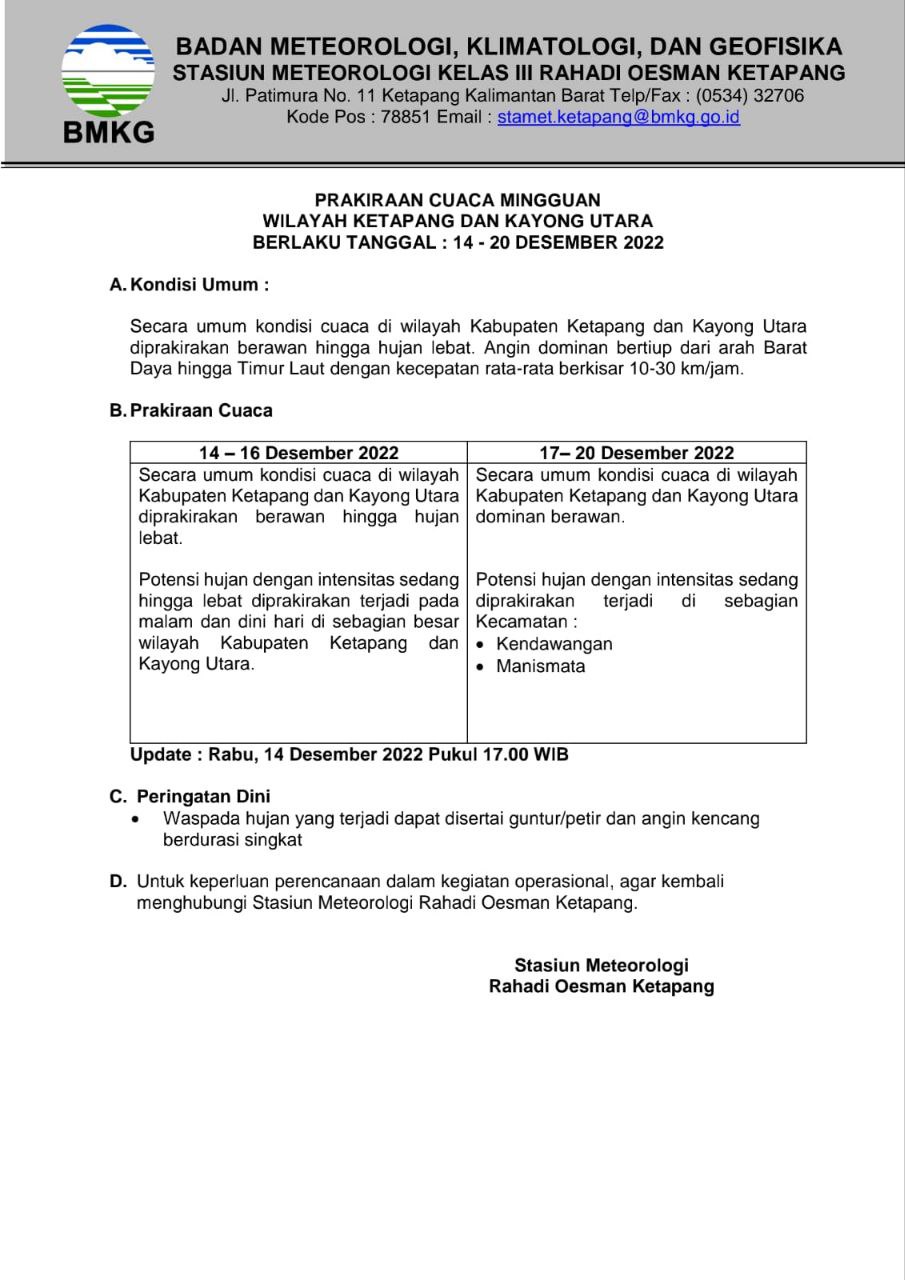 BMKG
BADAN METEOROLOGI, KLIMATOLOGI, DAN GEOFISIKA
STASIUN METEOROLOGI KELAS III RAHADI OESMAN KETAPANG
Jl. Patimura No. 11 Ketapang Kalimantan Barat Telp/Fax : (0534) 32706
Kode Pos : 78851 Email : stamet.ketapang@bmkg.go.id
PRAKIRAAN CUACA MINGGUAN
WILAYAH KETAPANG DAN KAYONG UTARA
BERLAKU TANGGAL : 14 - 20 DESEMBER 2022
A. Kondisi Umum :
Secara umum kondisi cuaca di wilayah Kabupaten Ketapang dan Kayong Utara
diprakirakan berawan hingga hujan lebat. Angin dominan bertiup dari arah Barat
Daya hingga Timur Laut dengan kecepatan rata-rata berkisar 10-30 km/jam.
B. Prakiraan Cuaca
14 – 16 Desember 2022
Secara umum kondisi cuaca di wilayah
Kabupaten Ketapang dan Kayong Utara
diprakirakan berawan hingga hujan
lebat.
Potensi hujan dengan intensitas sedang
hingga lebat diprakirakan terjadi pada
malam dan dini hari di sebagian besar
wilayah Kabupaten Ketapang dan
Kayong Utara.
17– 20 Desember 2022
Secara umum kondisi cuaca di wilayah
Kabupaten Ketapang dan Kayong Utara
dominan berawan.
Potensi hujan dengan intensitas sedang
diprakirakan terjadi di sebagian
Kecamatan :
• Kendawangan
• Manismata
Update : Rabu, 14 Desember 2022 Pukul 17.00 WIB
C. Peringatan Dini
• Waspada hujan yang terjadi dapat disertai guntur/petir dan angin kencang
berdurasi singkat
D. Untuk keperluan perencanaan dalam kegiatan operasional, agar kembali
menghubungi Stasiun Meteorologi Rahadi Oesman Ketapang.
Stasiun Meteorologi
Rahadi Oesman Ketapang